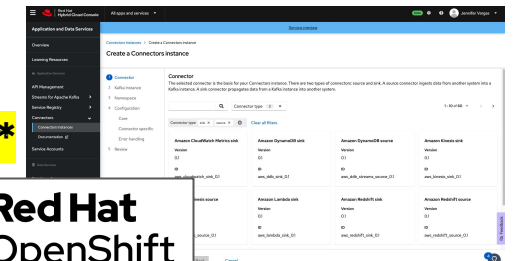 Red Hat
Hybrid Cloud Console
All apps and services
Jennifer Vargas
Service preview
Application and Data Services
Overview
Learning Resources
API Management
Streams for Apache Kafka
Service Registry
Connectors
Connectors Instances
Documentation
Service Accounts
Connectors Instances > Create a Connectors instance
Create a Connectors instance
1 Connector
2 Kafka Instance
3 Namespace
4 Configuration
Core
Connector specific
Error handling
5 Review
Connector
The selected connector is the basis for your Connectors instance. There are two types of connectors: source and sink. A source connector ingests data from another system into a
Kafka instance. A sink connector propagates data from a Kafka instance into another system.
Connector type 2
Connector type sink × source ×
Clear all filters
Amazon CloudWatch Metrics sink
Version
0.1
ID
aws_cloudwatch_sink_0.1
Amazon DynamoDB sink
Version
0.1
ID
aws_ddb_sink_0.1
Amazon DynamoDB source
Version
0.1
ID
aws_ddb_streams_source_0.1
Amazon Kinesis sink
Version
0.1
ID
aws_kinesis_sink_0.1
Kinesis source
source_0.1
Amazon Lambda sink
Version
0.1
ID
aws_lambda_sink_0.1
Amazon Redshift sink
Version
0.1
ID
aws_redshift_sink_0.1
Amazon Redshift source
Version
0.1
ID
aws_redshift_source_0.1
Feedback
Cancel
*
Red Hat
OpenShift